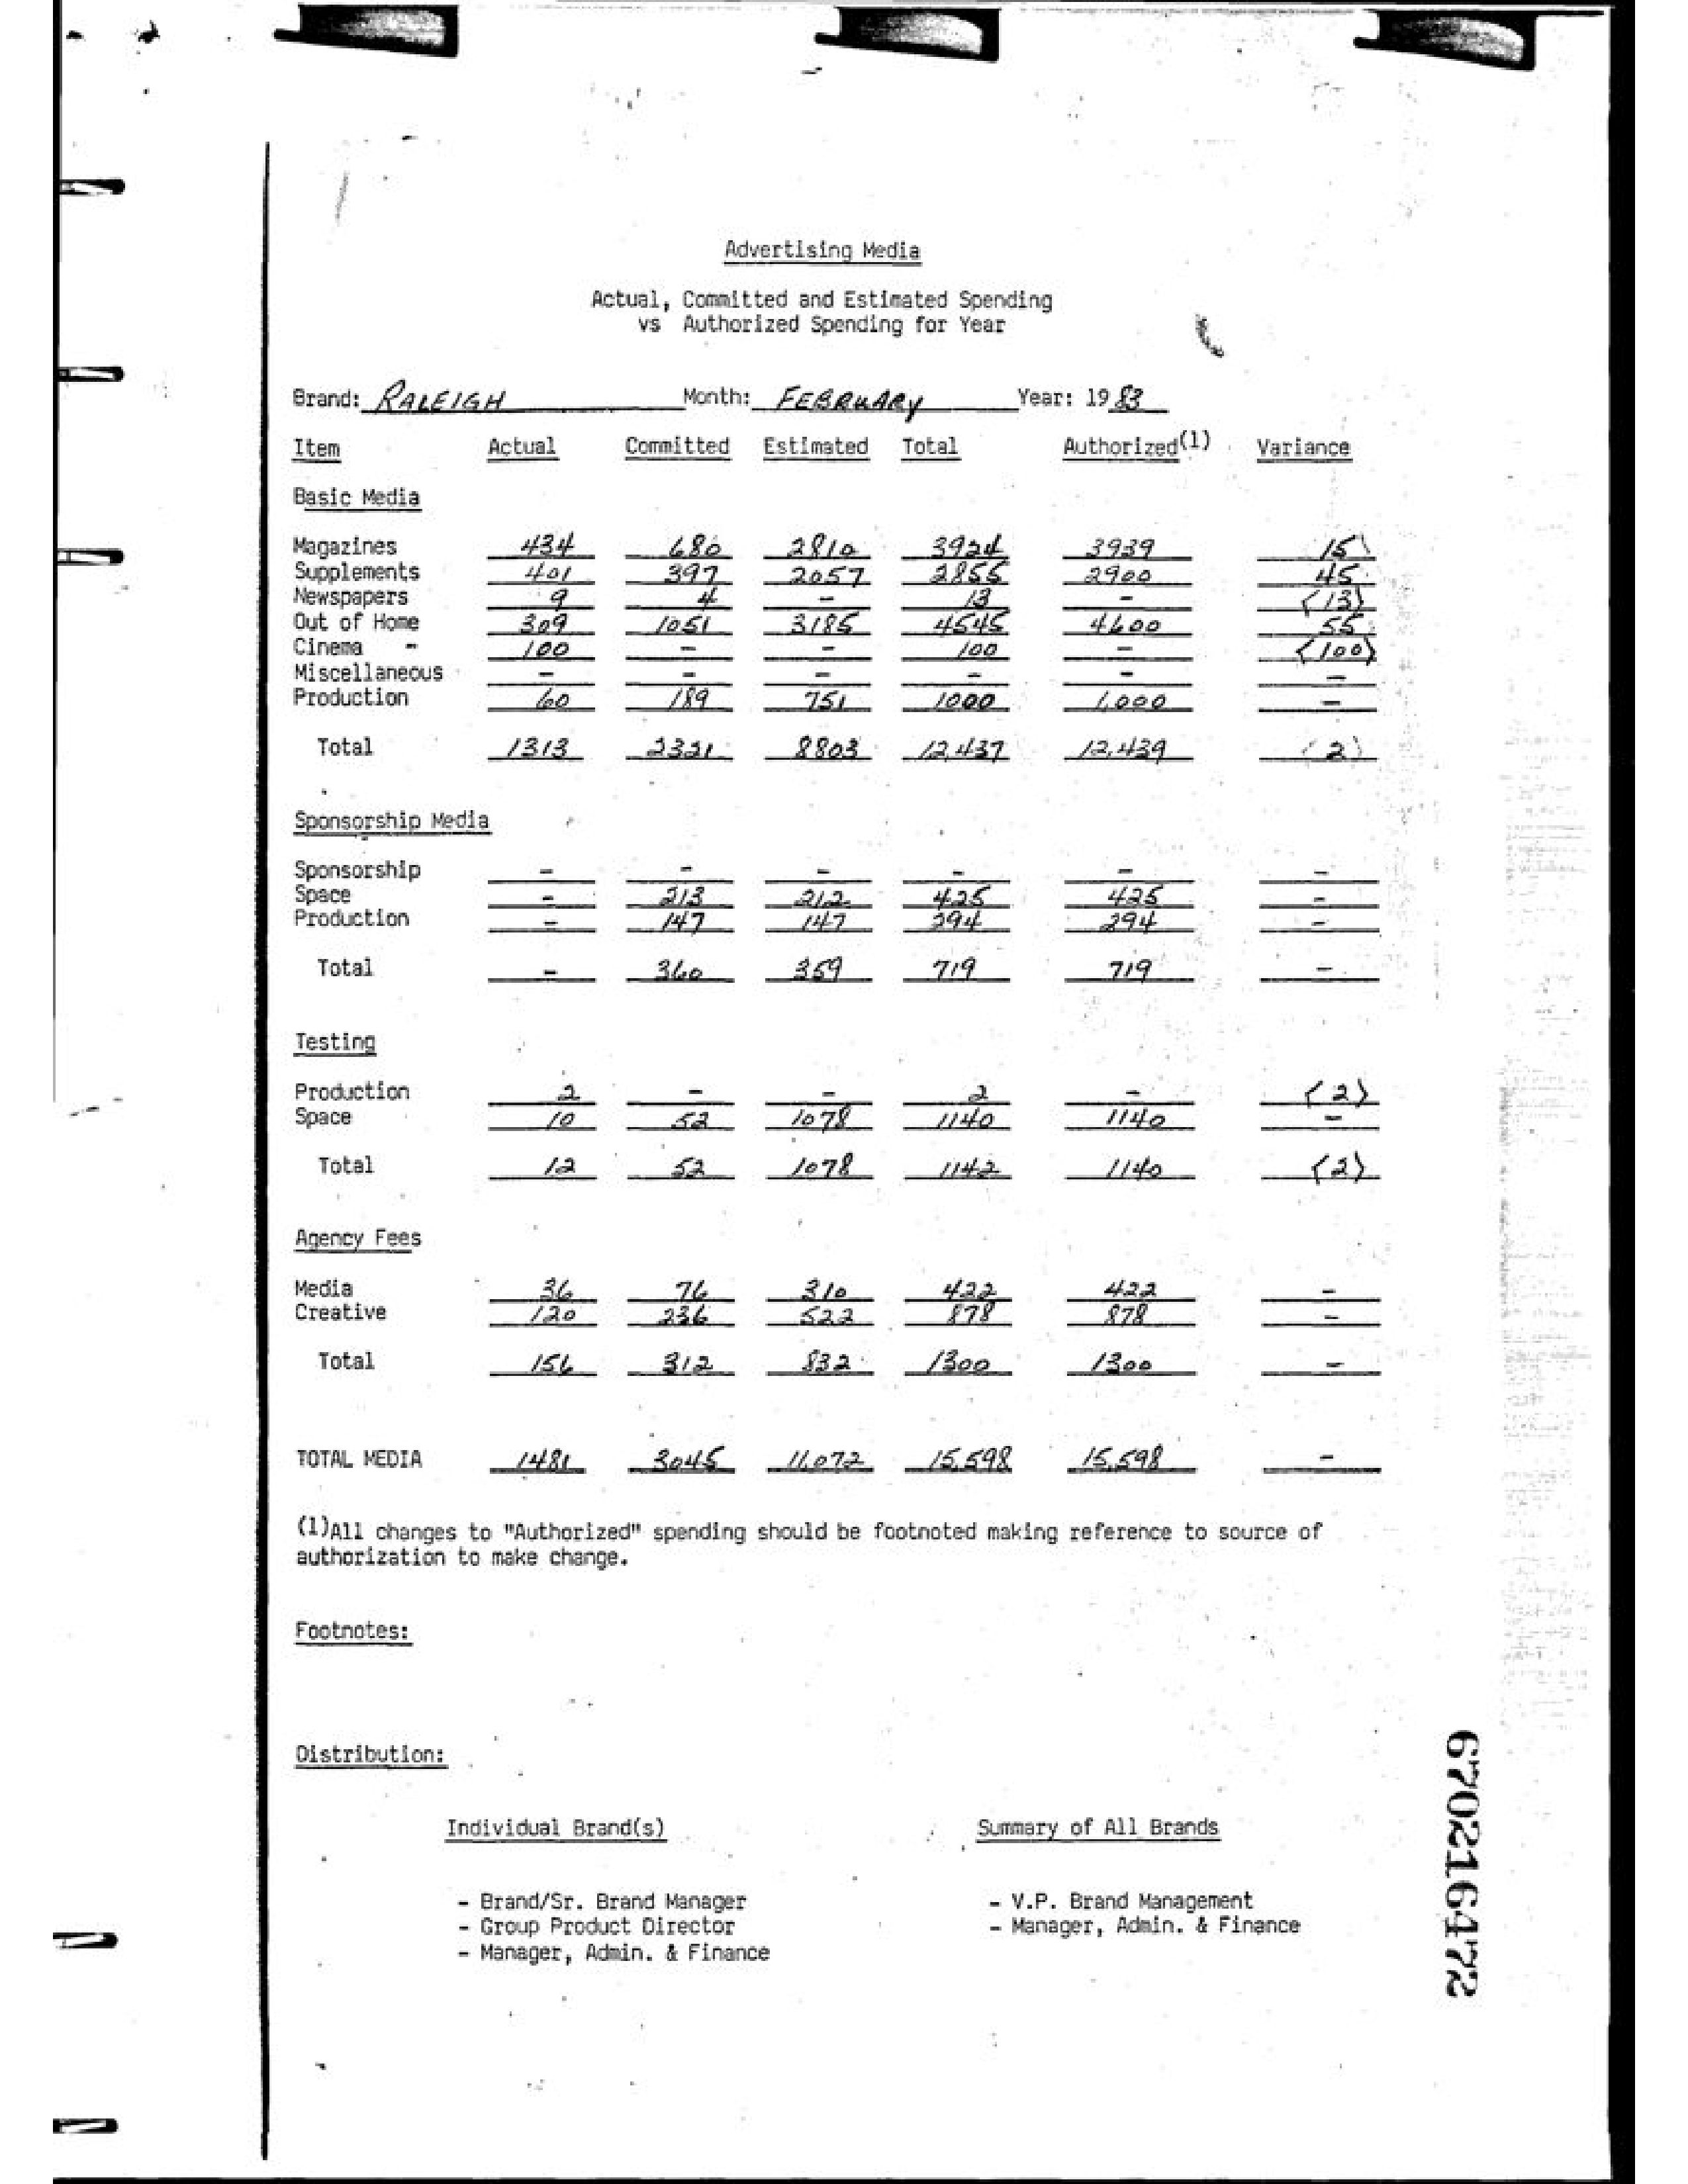 Advertising Media
Actual, Committed and Estimated Spending
vs Authorized Spending for Year
Brand: RALEIGH Month: FEBRUARY Year: 1983
Item Actual Committed Estimated Total Authorized(1) Variance
Basic Media
Magazines 434 680 2810 3924 3939 15
Supplements 401 397 2057 2855 2900 45
Newspapers 9 4 - 13 - (13)
Out of Home 309 1051 3185 4545 4600 55
Cinema - 100 - - 100 - (100)
Miscellaneous - - - - - -
Production 60 189 751 1000 1,000 -
Total 1313 2321 8803 12,437 12,439 (2)
Sponsorship Media
Sponsorship - - - - - -
Space - 213 212 425 425 -
Production - 147 147 294 294 -
Total - 360 359 719 719 -
Testing
Production 2 - - 2 - (2)
Space 10 52 1078 1140 1140 -
Total 12 52 1078 1142 1140 (2)
Agency Fees
Media 36 76 310 422 422 -
Creative 120 236 522 878 878 -
Total 156 312 832 1300 1300 -
TOTAL MEDIA 1481 3045 11,072 15,598 15,598 -
(1)All changes to "Authorized" spending should be footnoted making reference to source of
authorization to make change.
Footnotes:
Distribution:
Individual Brand(s) Summary of All Brands
- Brand/Sr. Brand Manager - V.P. Brand Management
- Group Product Director - Manager, Admin. & Finance
- Manager, Admin. & Finance
670216472